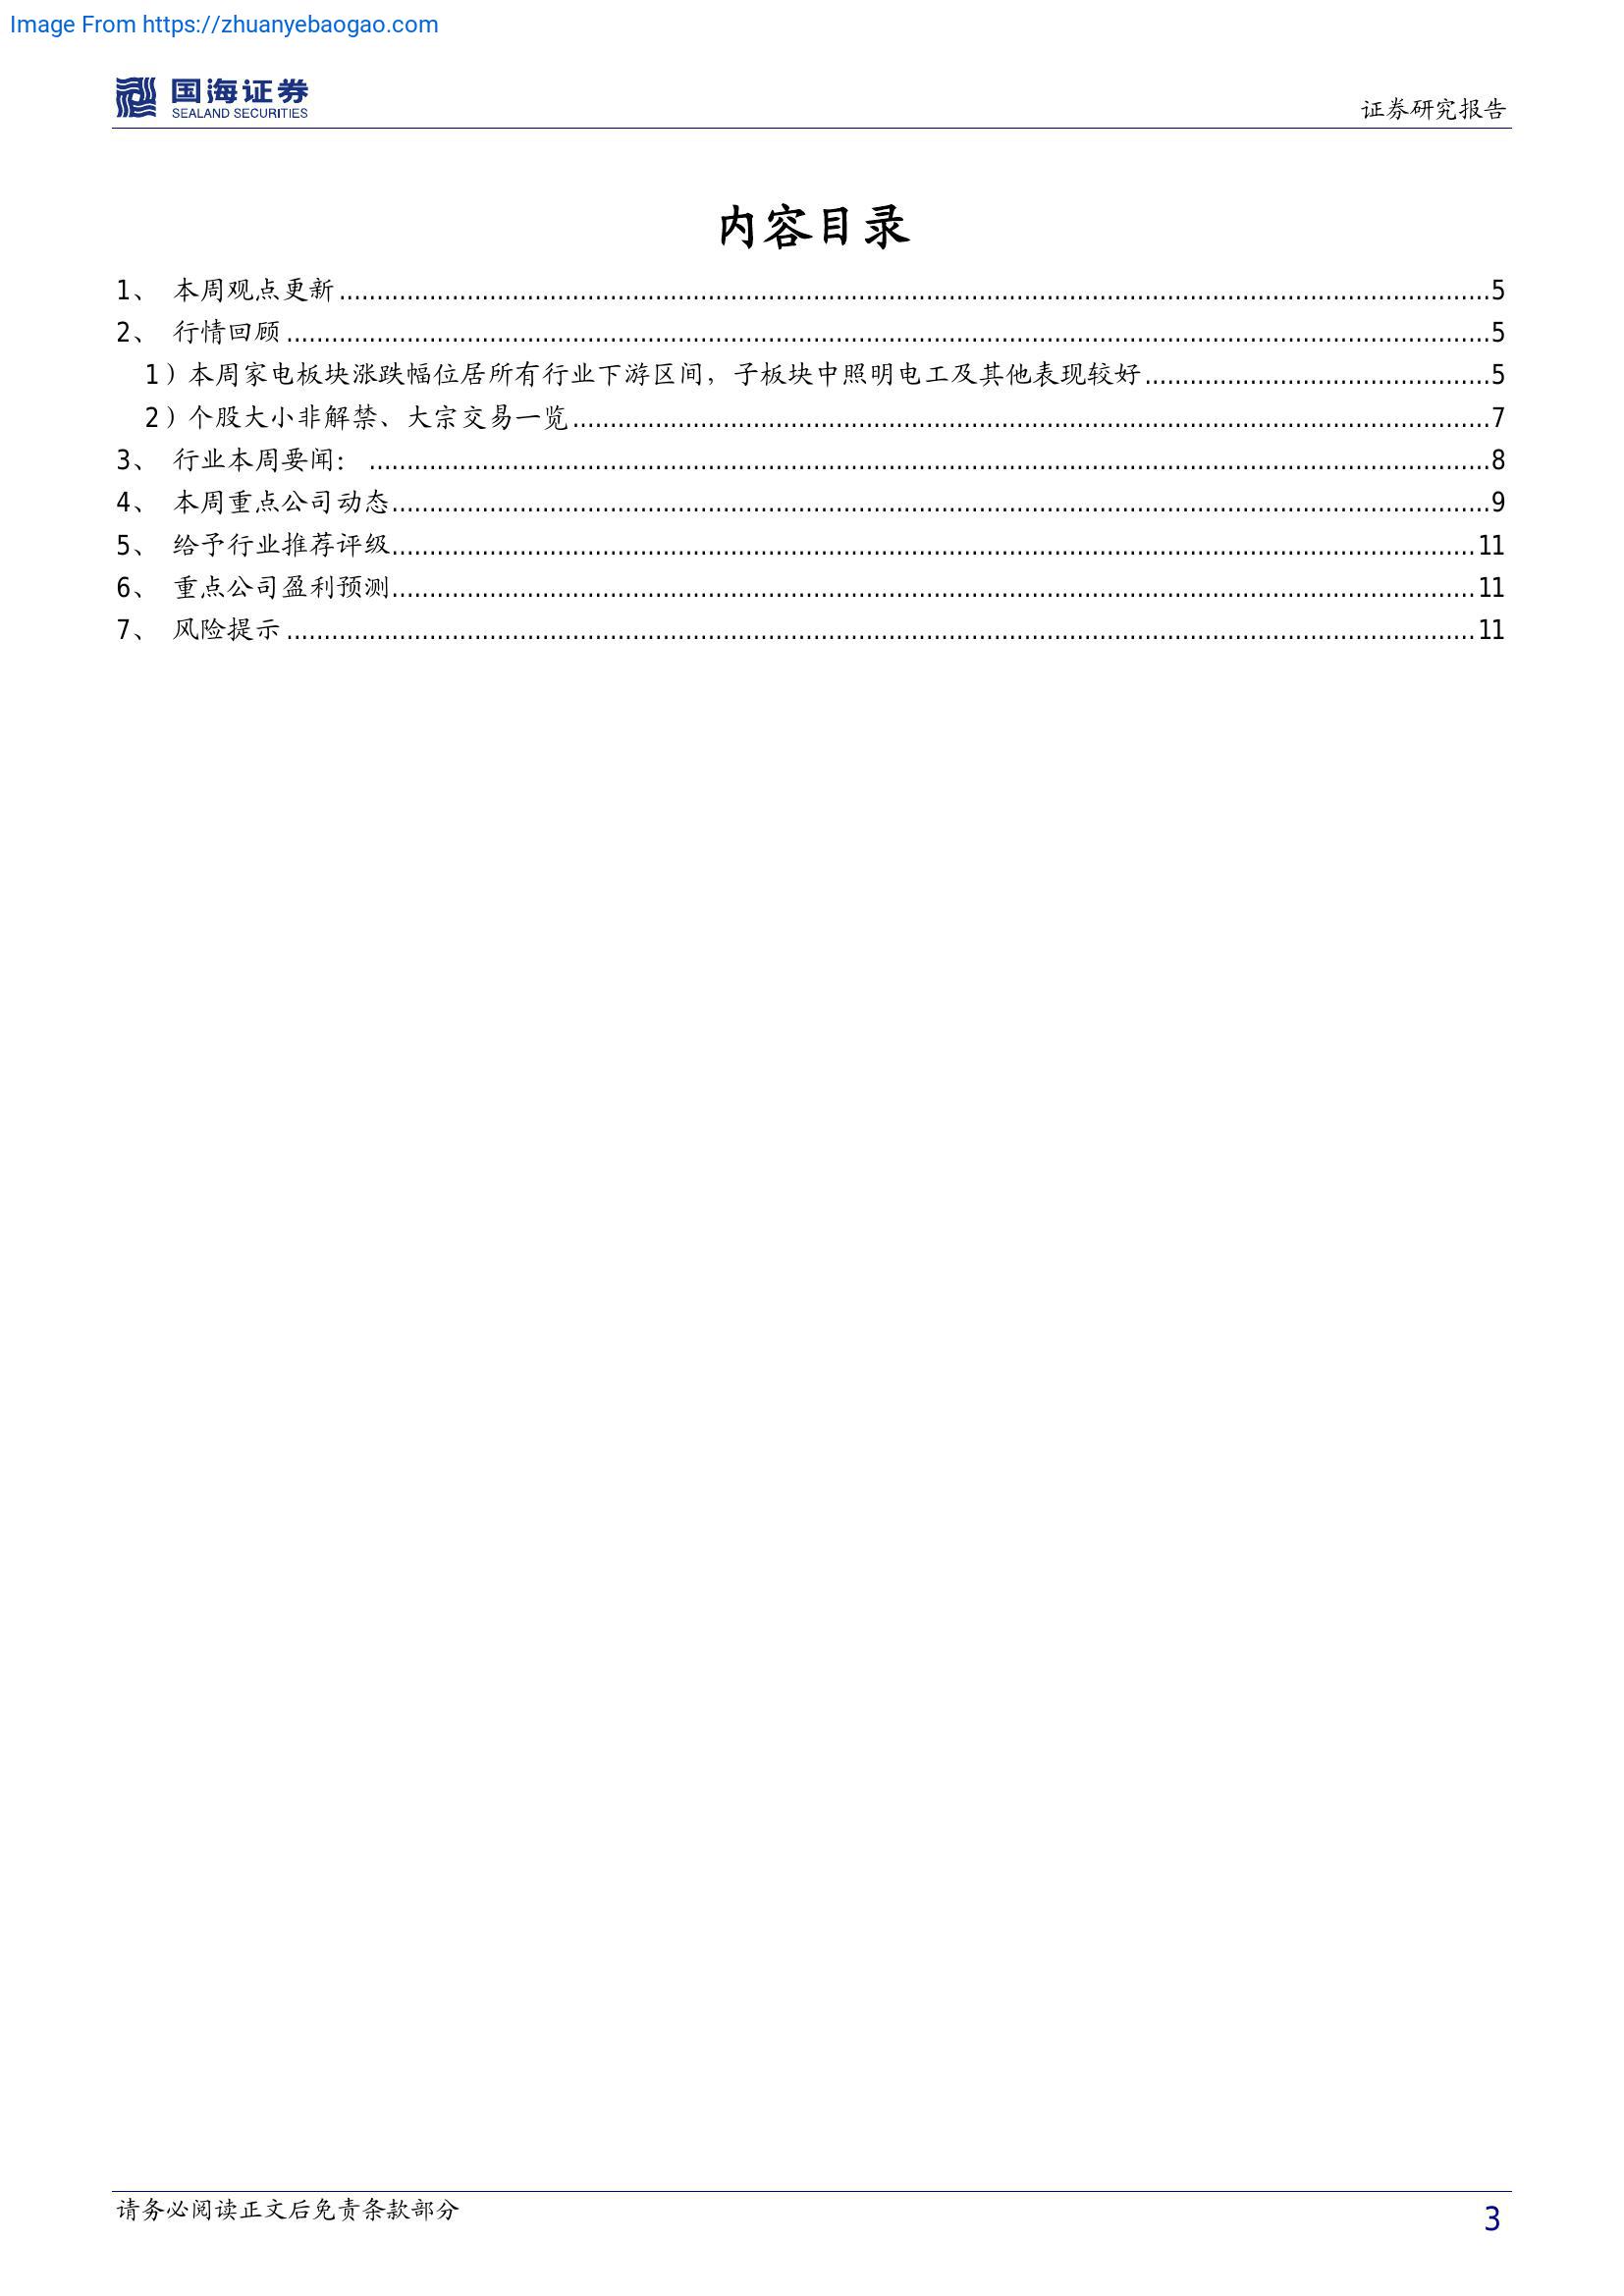 Image From https://zhuanyebaogao.com
国海证券
SEALAND SECURITIES
证券研究报告
内容目录
1、 本周观点更新 5
2、 行情回顾 5
1）本周家电板块涨跌幅位居所有行业下游区间，子板块中照明电工及其他表现较好 5
2）个股大小非解禁、大宗交易一览 7
3、 行业本周要闻： 8
4、 本周重点公司动态 9
5、 给予行业推荐评级 11
6、 重点公司盈利预测 11
7、 风险提示 11
请务必阅读正文后免责条款部分
3